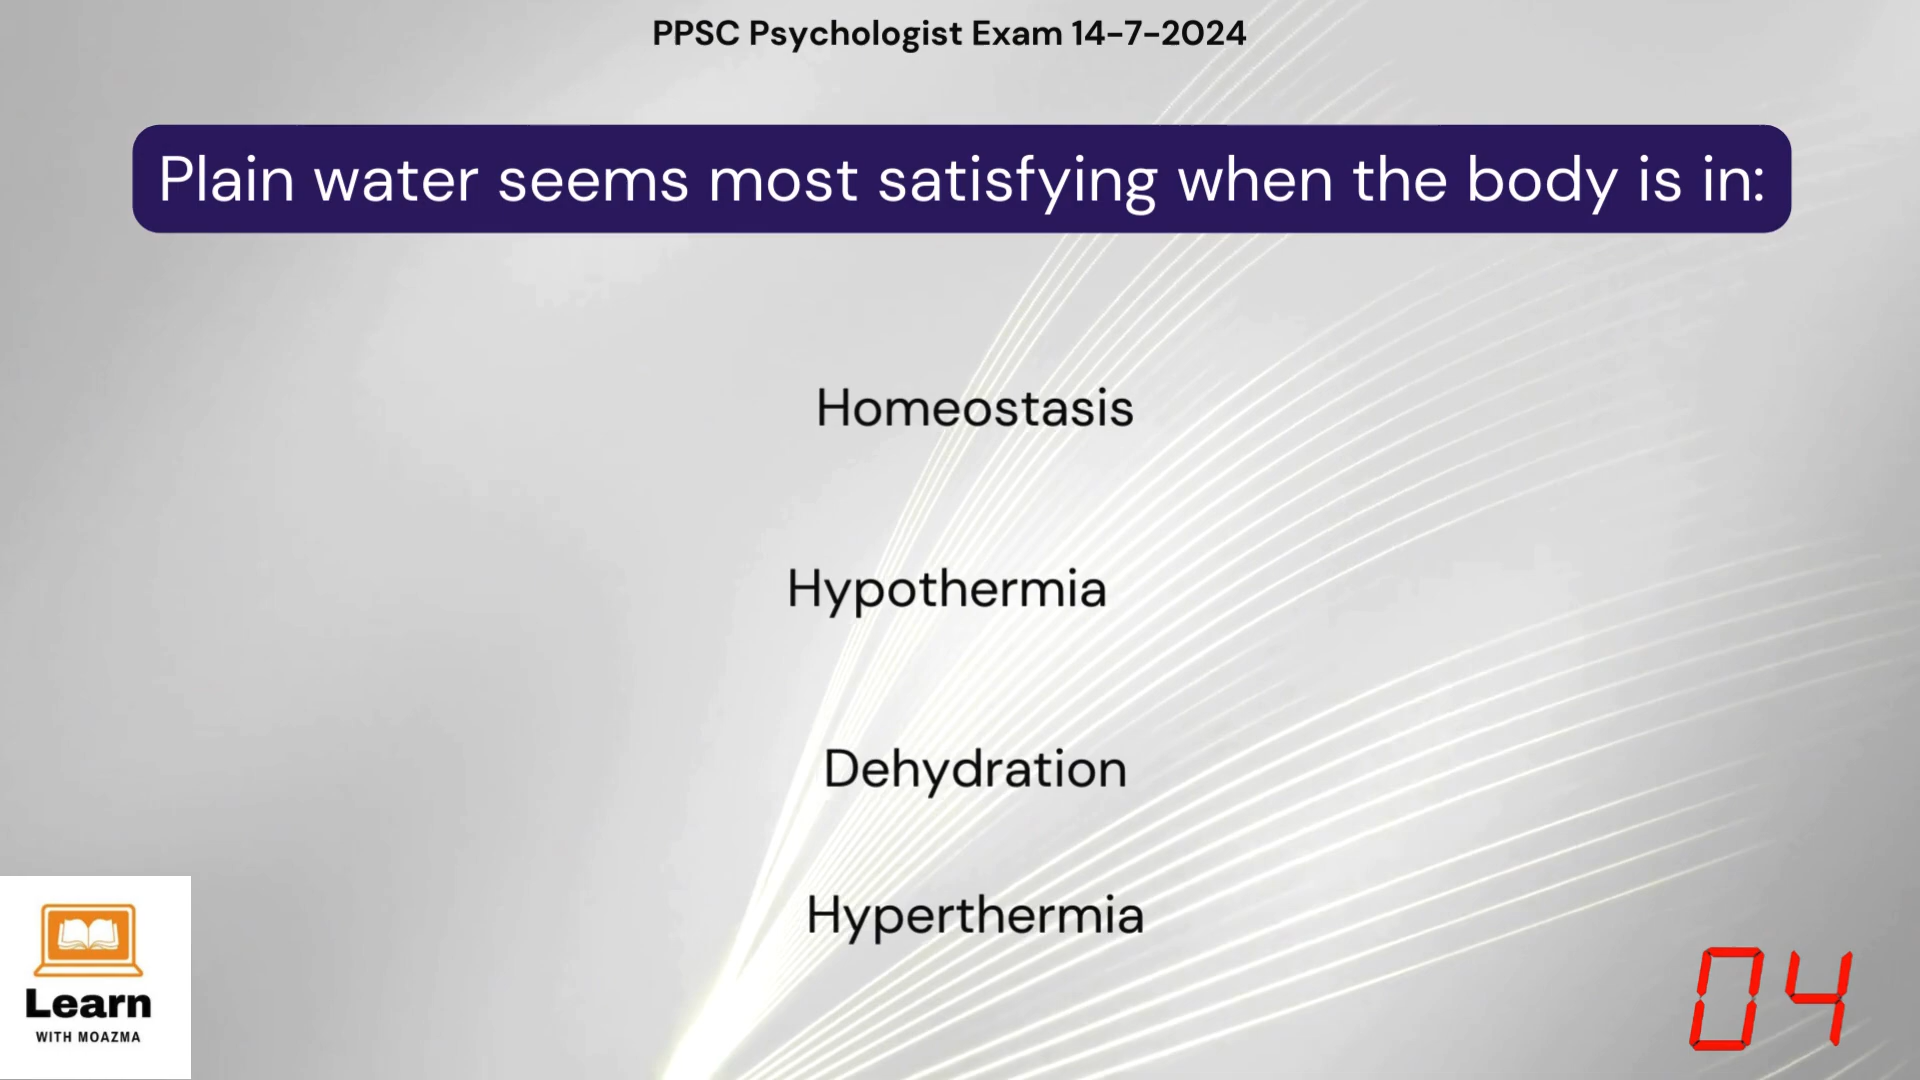 PPSC Psychologist Exam 14-7-2024
Plain water seems most satisfying when the body is in:
Homeostasis
Hypothermia
Dehydration
Hyperthermia
Learn
WITH MOAZMA
04